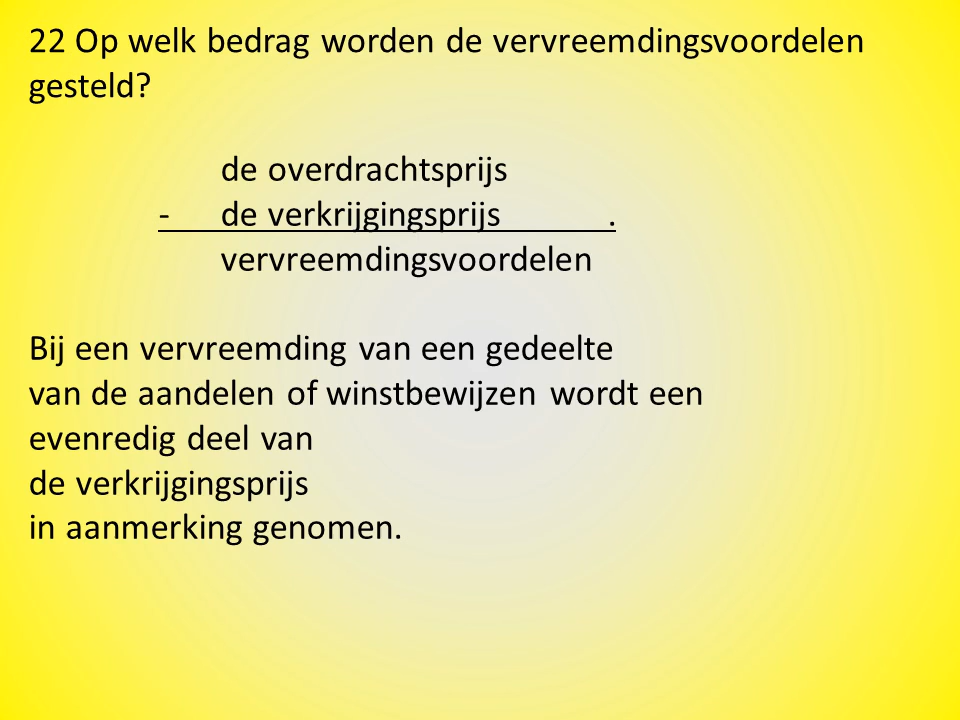 22 Op welk bedrag worden de vervreemdingsvoordelen
gesteld?
de overdrachtsprijs
- de verkrijgingsprijs .
vervreemdingsvoordelen
Bij een vervreemding van een gedeelte
van de aandelen of winstbewijzen wordt een
evenredig deel van
de verkrijgingsprijs
in aanmerking genomen.